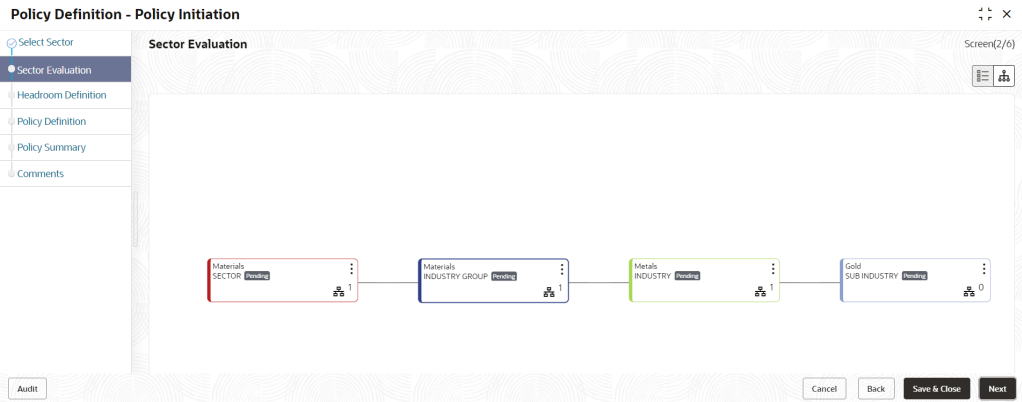 Policy Definition - Policy Initiation
Select Sector
Sector Evaluation
Headroom Definition
Policy Definition
Policy Summary
Comments
Sector Evaluation
Screen(2/6)
Materials
SECTOR Pending
1
Materials
INDUSTRY GROUP Pending
1
Metals
INDUSTRY Pending
1
Gold
SUB INDUSTRY Pending
0
Audit
Cancel
Back
Save & Close
Next